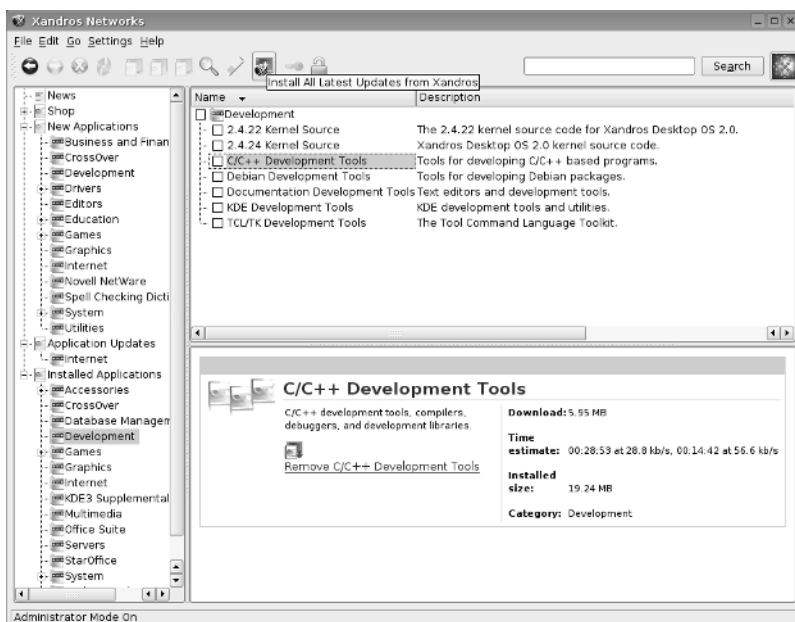 Xandros Networks
File Edit Go Settings Help
Search
Install All Latest Updates from Xandros
News
Shop
New Applications
Business and Finan
CrossOver
Development
Drivers
Editors
Education
Games
Graphics
Internet
Novell NetWare
Spell Checking Dicti
System
Utilities
Application Updates
Internet
Installed Applications
Accessories
CrossOver
Database Managem
Development
Games
Graphics
Internet
KDE3 Supplemental
Multimedia
Office Suite
Servers
StarOffice
System
Name Description
Development
2.4.22 Kernel Source The 2.4.22 kernel source code for Xandros Desktop OS 2.0.
2.4.24 Kernel Source Xandros Desktop OS 2.0 kernel source code.
C/C++ Development Tools Tools for developing C/C++ based programs.
Debian Development Tools Tools for developing Debian packages.
Documentation Development Tools Text editors and development tools.
KDE Development Tools KDE development tools and utilities.
TCL/TK Development Tools The Tool Command Language Toolkit.
C/C++ Development Tools
C/C++ development tools, compilers,
debuggers, and development libraries.
Remove C/C++ Development Tools
Download: 5.95 MB
Time
estimate: 00:28:53 at 28.8 kb/s, 00:14:42 at 56.6 kb/s
Installed
size: 19.24 MB
Category: Development
Administrator Mode On